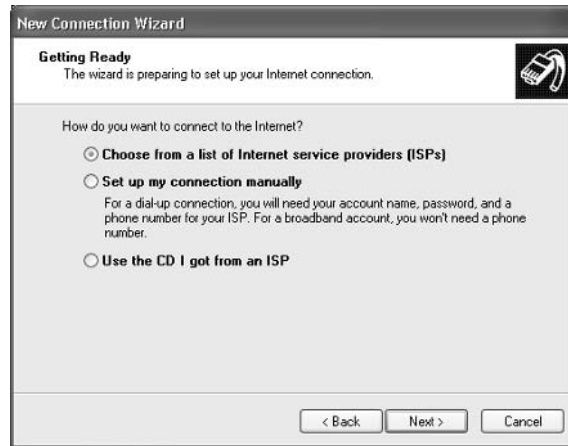 New Connection Wizard
Getting Ready
The wizard is preparing to set up your Internet connection.
How do you want to connect to the Internet?
Choose from a list of Internet service providers (ISPs)
Set up my connection manually
For a dial-up connection, you will need your account name, password, and a
phone number for your ISP. For a broadband account, you won't need a phone
number.
Use the CD I got from an ISP
< Back Next > Cancel